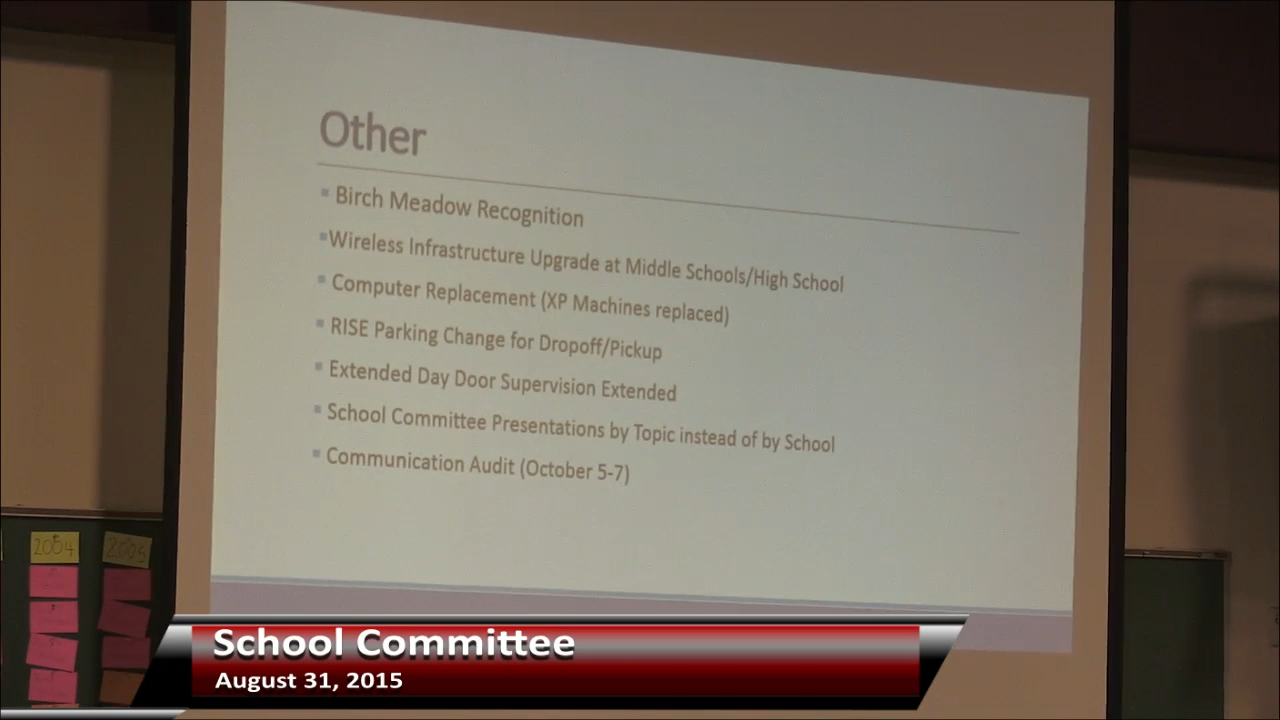 Other
▪ Birch Meadow Recognition
▪Wireless Infrastructure Upgrade at Middle Schools/High School
▪ Computer Replacement (XP Machines replaced)
▪ RISE Parking Change for Dropoff/Pickup
▪ Extended Day Door Supervision Extended
▪ School Committee Presentations by Topic instead of by School
▪ Communication Audit (October 5-7)
2004 2005
School Committee
August 31, 2015